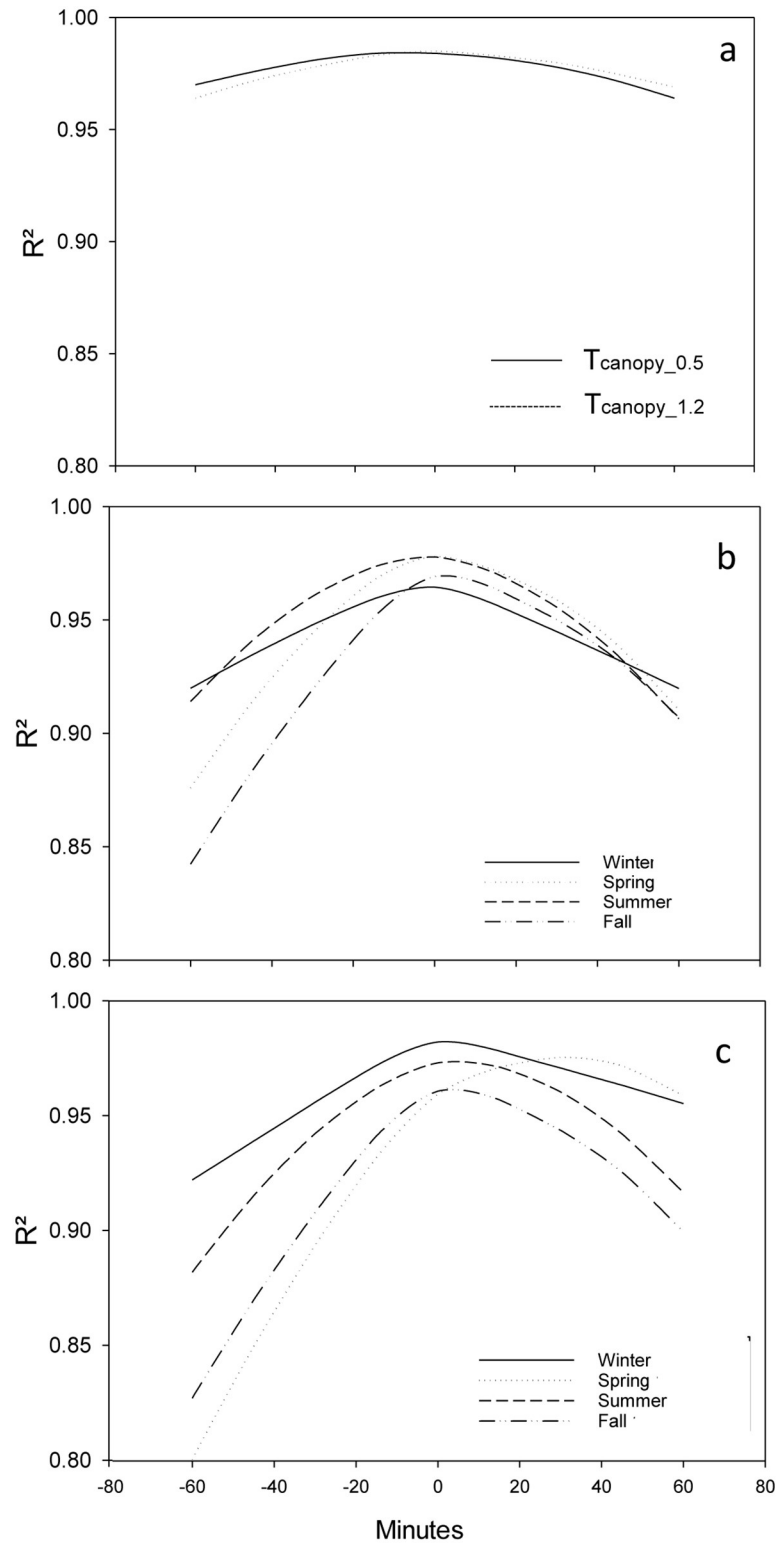 1.00
a
0.95
0.90
R²
0.85
Tcanopy_0.5
Tcanopy_1.2
0.80
1.00
b
0.95
0.90
R²
0.85
Winter
Spring
Summer
Fall
0.80
1.00
c
0.95
0.90
R²
0.85
Winter
Spring
Summer
Fall
0.80
-80 -60 -40 -20 0 20 40 60 80
Minutes